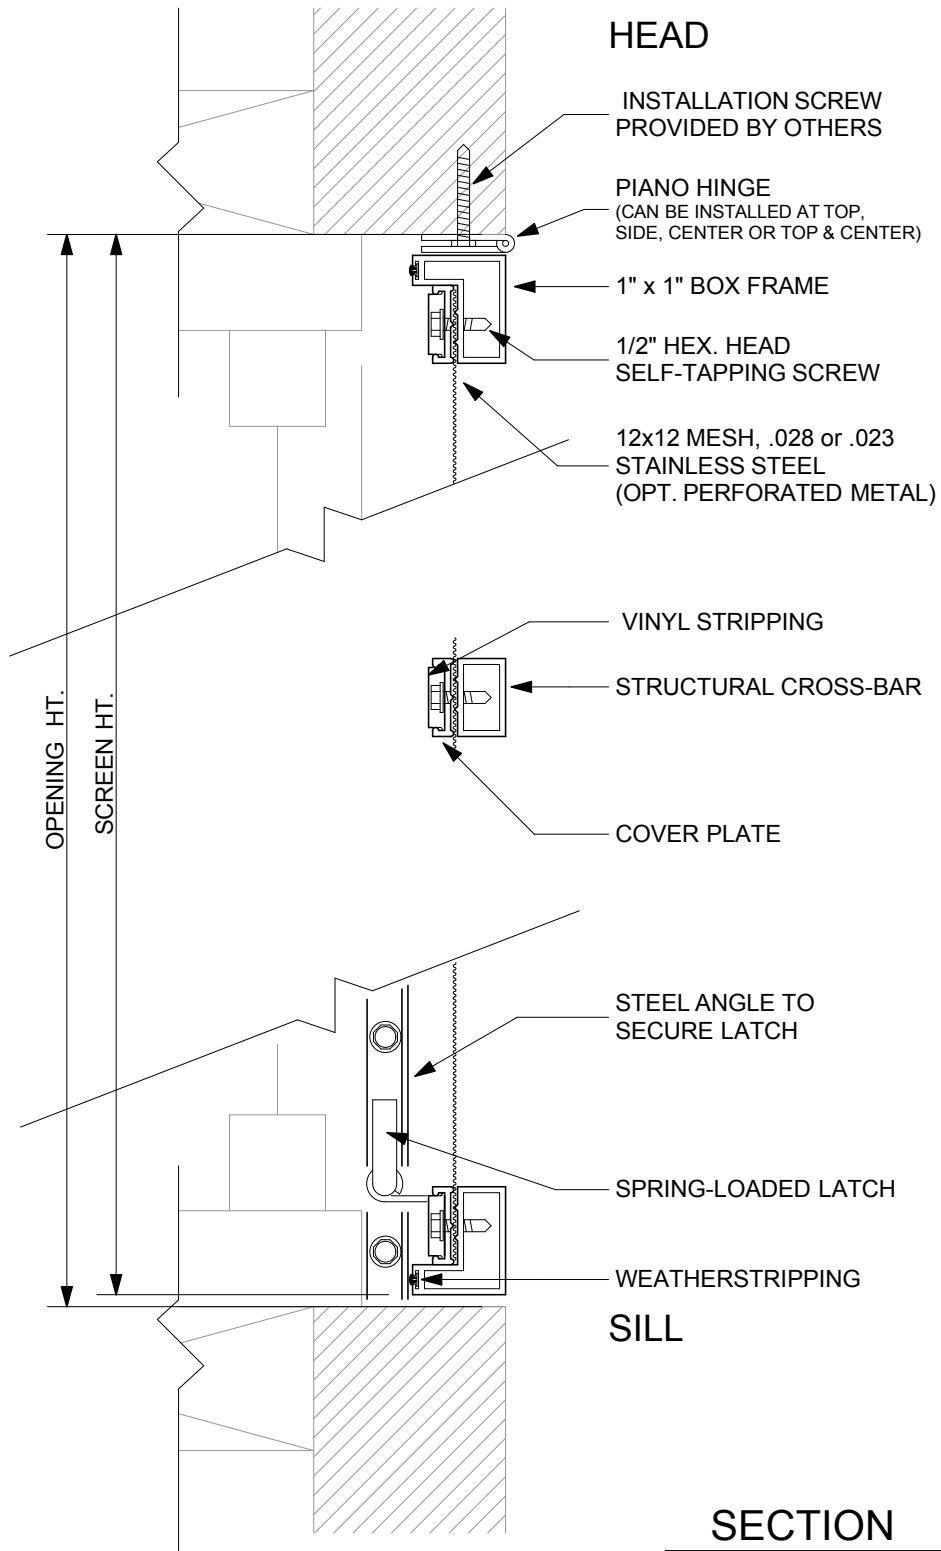 HEAD
INSTALLATION SCREW
PROVIDED BY OTHERS
PIANO HINGE
(CAN BE INSTALLED AT TOP,
SIDE, CENTER OR TOP & CENTER)
1" x 1" BOX FRAME
1/2" HEX. HEAD
SELF-TAPPING SCREW
12x12 MESH, .028 or .023
STAINLESS STEEL
(OPT. PERFORATED METAL)
VINYL STRIPPING
STRUCTURAL CROSS-BAR
OPENING HT.
SCREEN HT.
COVER PLATE
STEEL ANGLE TO
SECURE LATCH
SPRING-LOADED LATCH
WEATHERSTRIPPING
SILL
SECTION